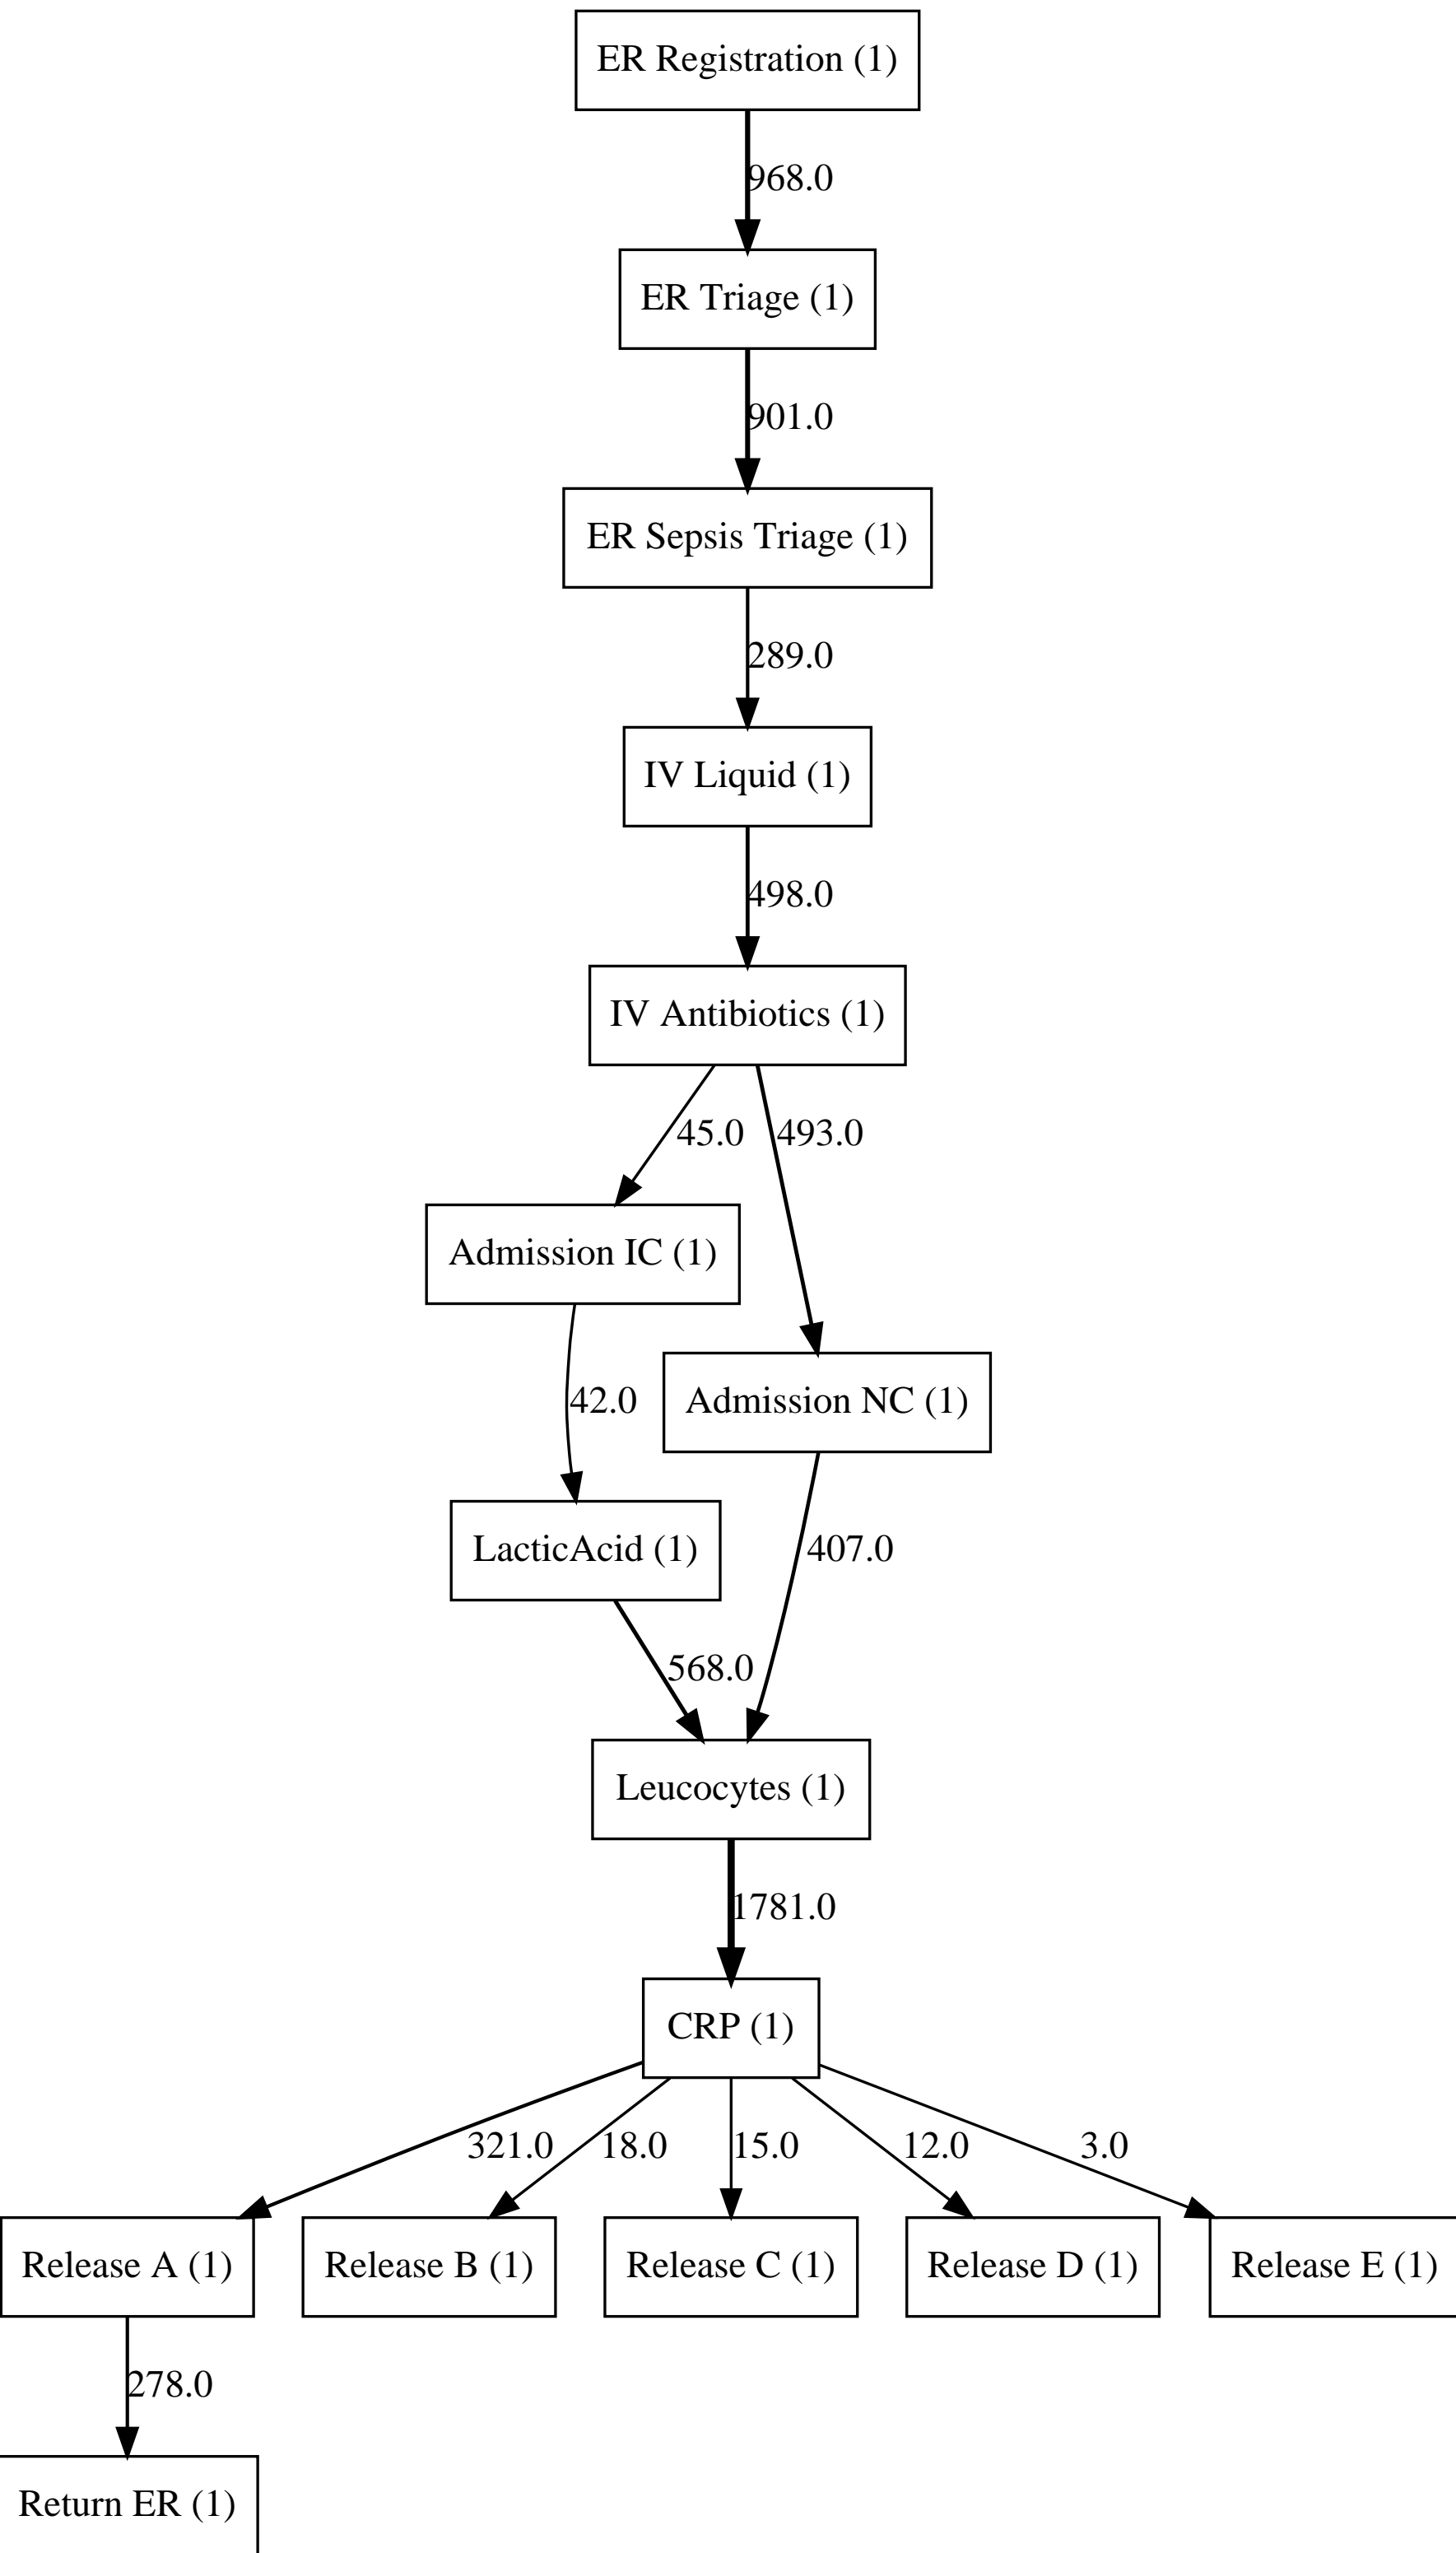 ER Registration (1)
968.0
ER Triage (1)
901.0
ER Sepsis Triage (1)
289.0
IV Liquid (1)
498.0
IV Antibiotics (1)
45.0
493.0
Admission IC (1)
42.0
Admission NC (1)
LacticAcid (1)
407.0
568.0
Leucocytes (1)
1781.0
CRP (1)
321.0
18.0
15.0
12.0
3.0
Release A (1)
Release B (1)
Release C (1)
Release D (1)
Release E (1)
278.0
Return ER (1)